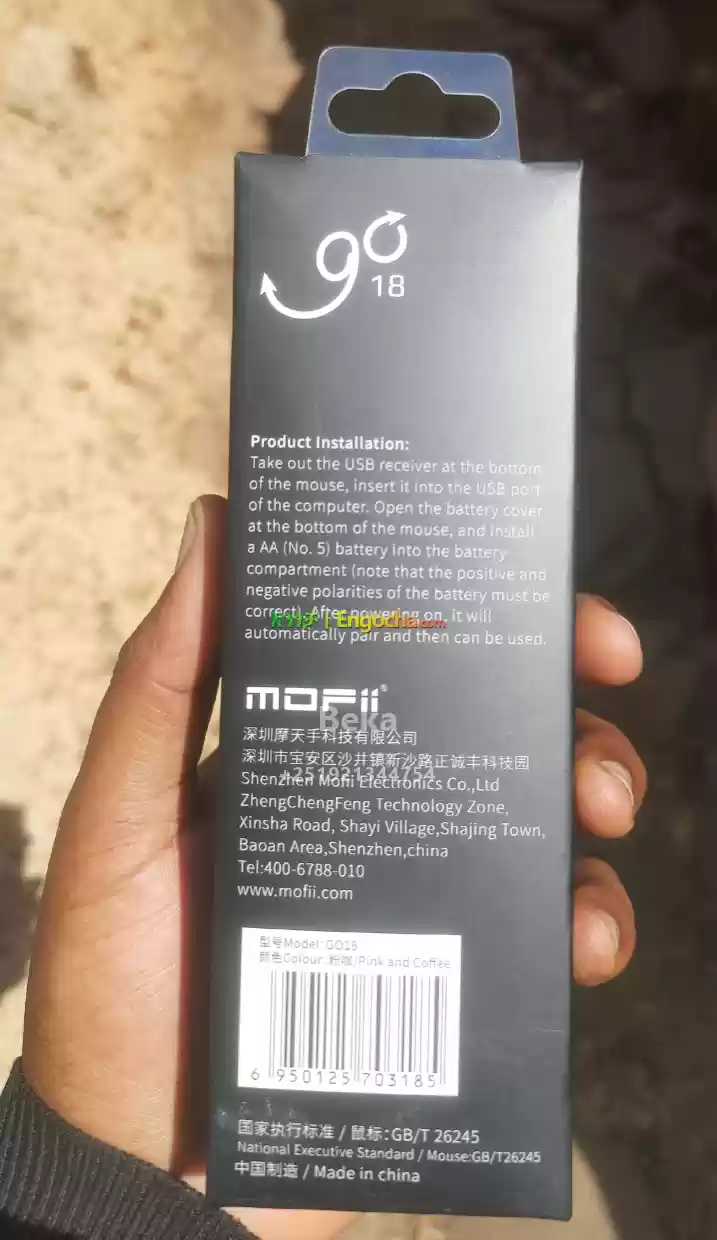 go
18
Product Installation:
Take out the USB receiver at the bottom
of the mouse, insert it into the USB port
of the computer. Open the battery cover
at the bottom of the mouse, and install
a AA (No. 5) battery into the battery
compartment (note that the positive and
negative polarities of the battery must be
correct). After powering on, it will
Engocha.com
automatically pair and then can be used.
mofii®
Beka
深圳摩天手科技有限公司
深圳市宝安区沙井镇新沙路正诚丰科技园
+251921344754
Shenzhen Mofii Electronics Co.,Ltd
ZhengChengFeng Technology Zone,
Xinsha Road, Shayi Village,Shajing Town,
Baoan Area,Shenzhen,china
Tel:400-6788-010
www.mofii.com
型号Model: GO18
颜色Colour:粉咖/Pink and Coffee
6 950125 703185
国家执行标准 / 鼠标:GB/T 26245
National Executive Standard / Mouse:GB/T26245
中国制造 / Made in china